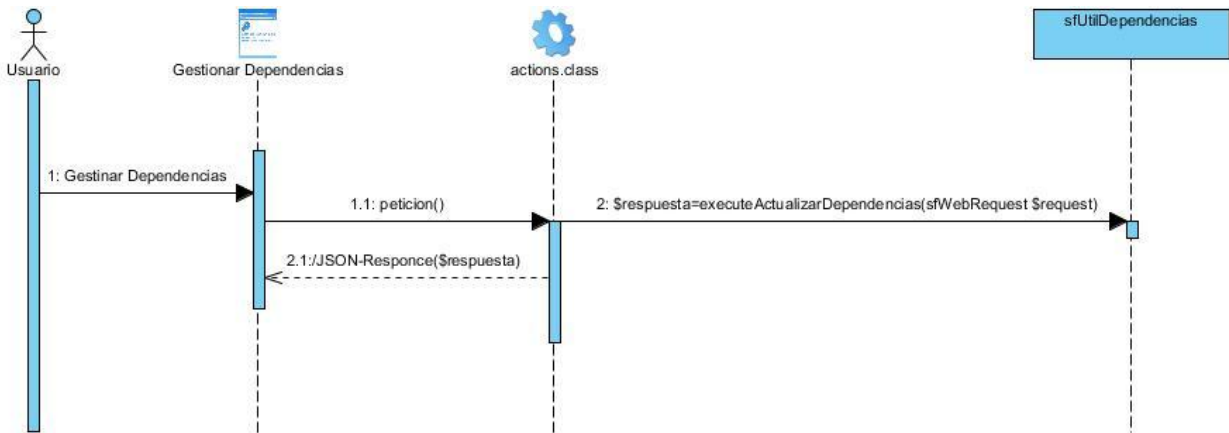 sfUtilDependencias
Usuario
Gestionar Dependencias
actions.class
1: Gestinar Dependencias
1.1: peticion()
2: $respuesta=executeActualizarDependencias(sfWebRequest $request)
2.1:/JSON-Responce($respuesta)